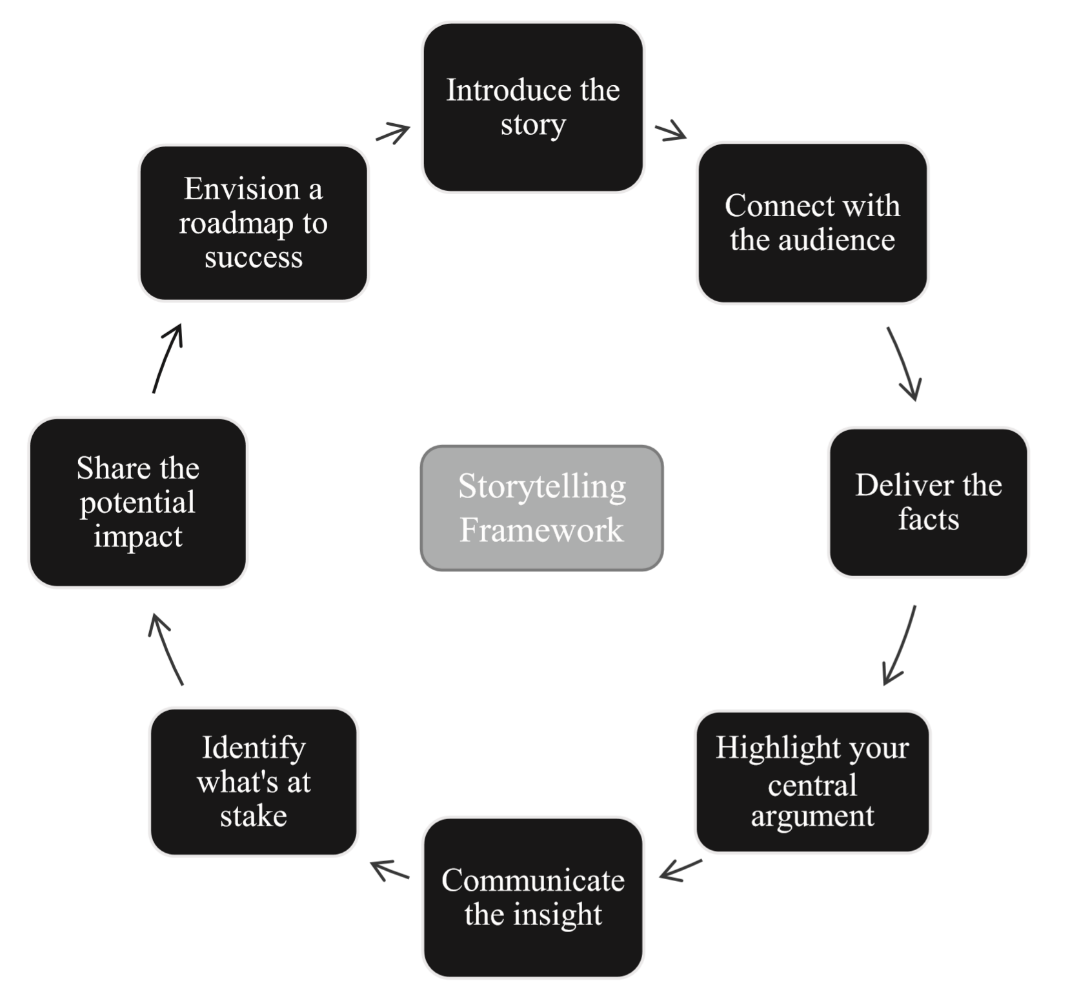 Introduce the
story
Connect with
the audience
Deliver the
facts
Highlight your
central
argument
Communicate
the insight
Identify
what's at
stake
Share the
potential
impact
Envision a
roadmap to
success
Storytelling
Framework